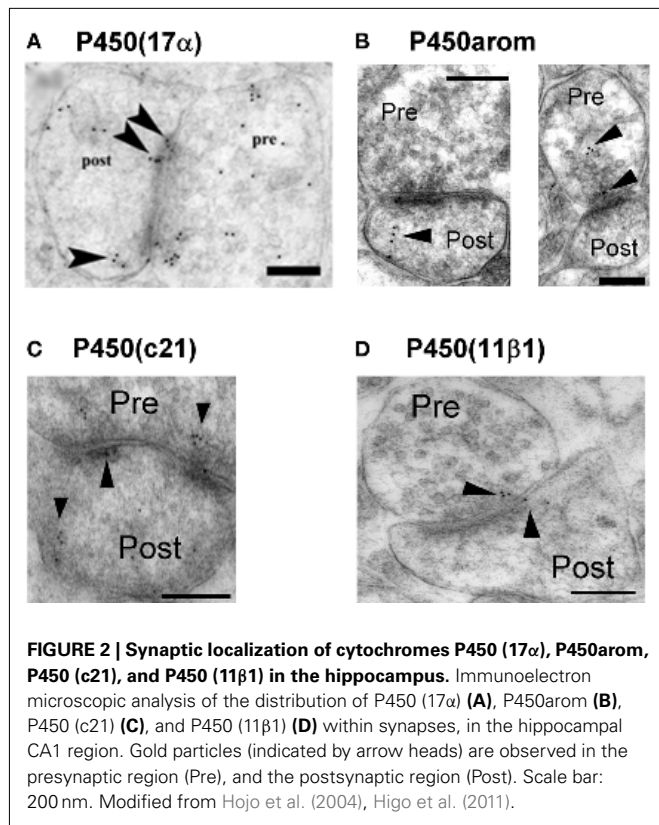 A P450(17α)
post
pre
B P450arom
Pre
Post
Pre
Post
C P450(c21)
Pre
Post
D P450(11β1)
Pre
Post
FIGURE 2 | Synaptic localization of cytochromes P450 (17α), P450arom,
P450 (c21), and P450 (11β1) in the hippocampus. Immunoelectron
microscopic analysis of the distribution of P450 (17α) (A), P450arom (B),
P450 (c21) (C), and P450 (11β1) (D) within synapses, in the hippocampal
CA1 region. Gold particles (indicated by arrow heads) are observed in the
presynaptic region (Pre), and the postsynaptic region (Post). Scale bar:
200 nm. Modified from Hojo et al. (2004), Higo et al. (2011).